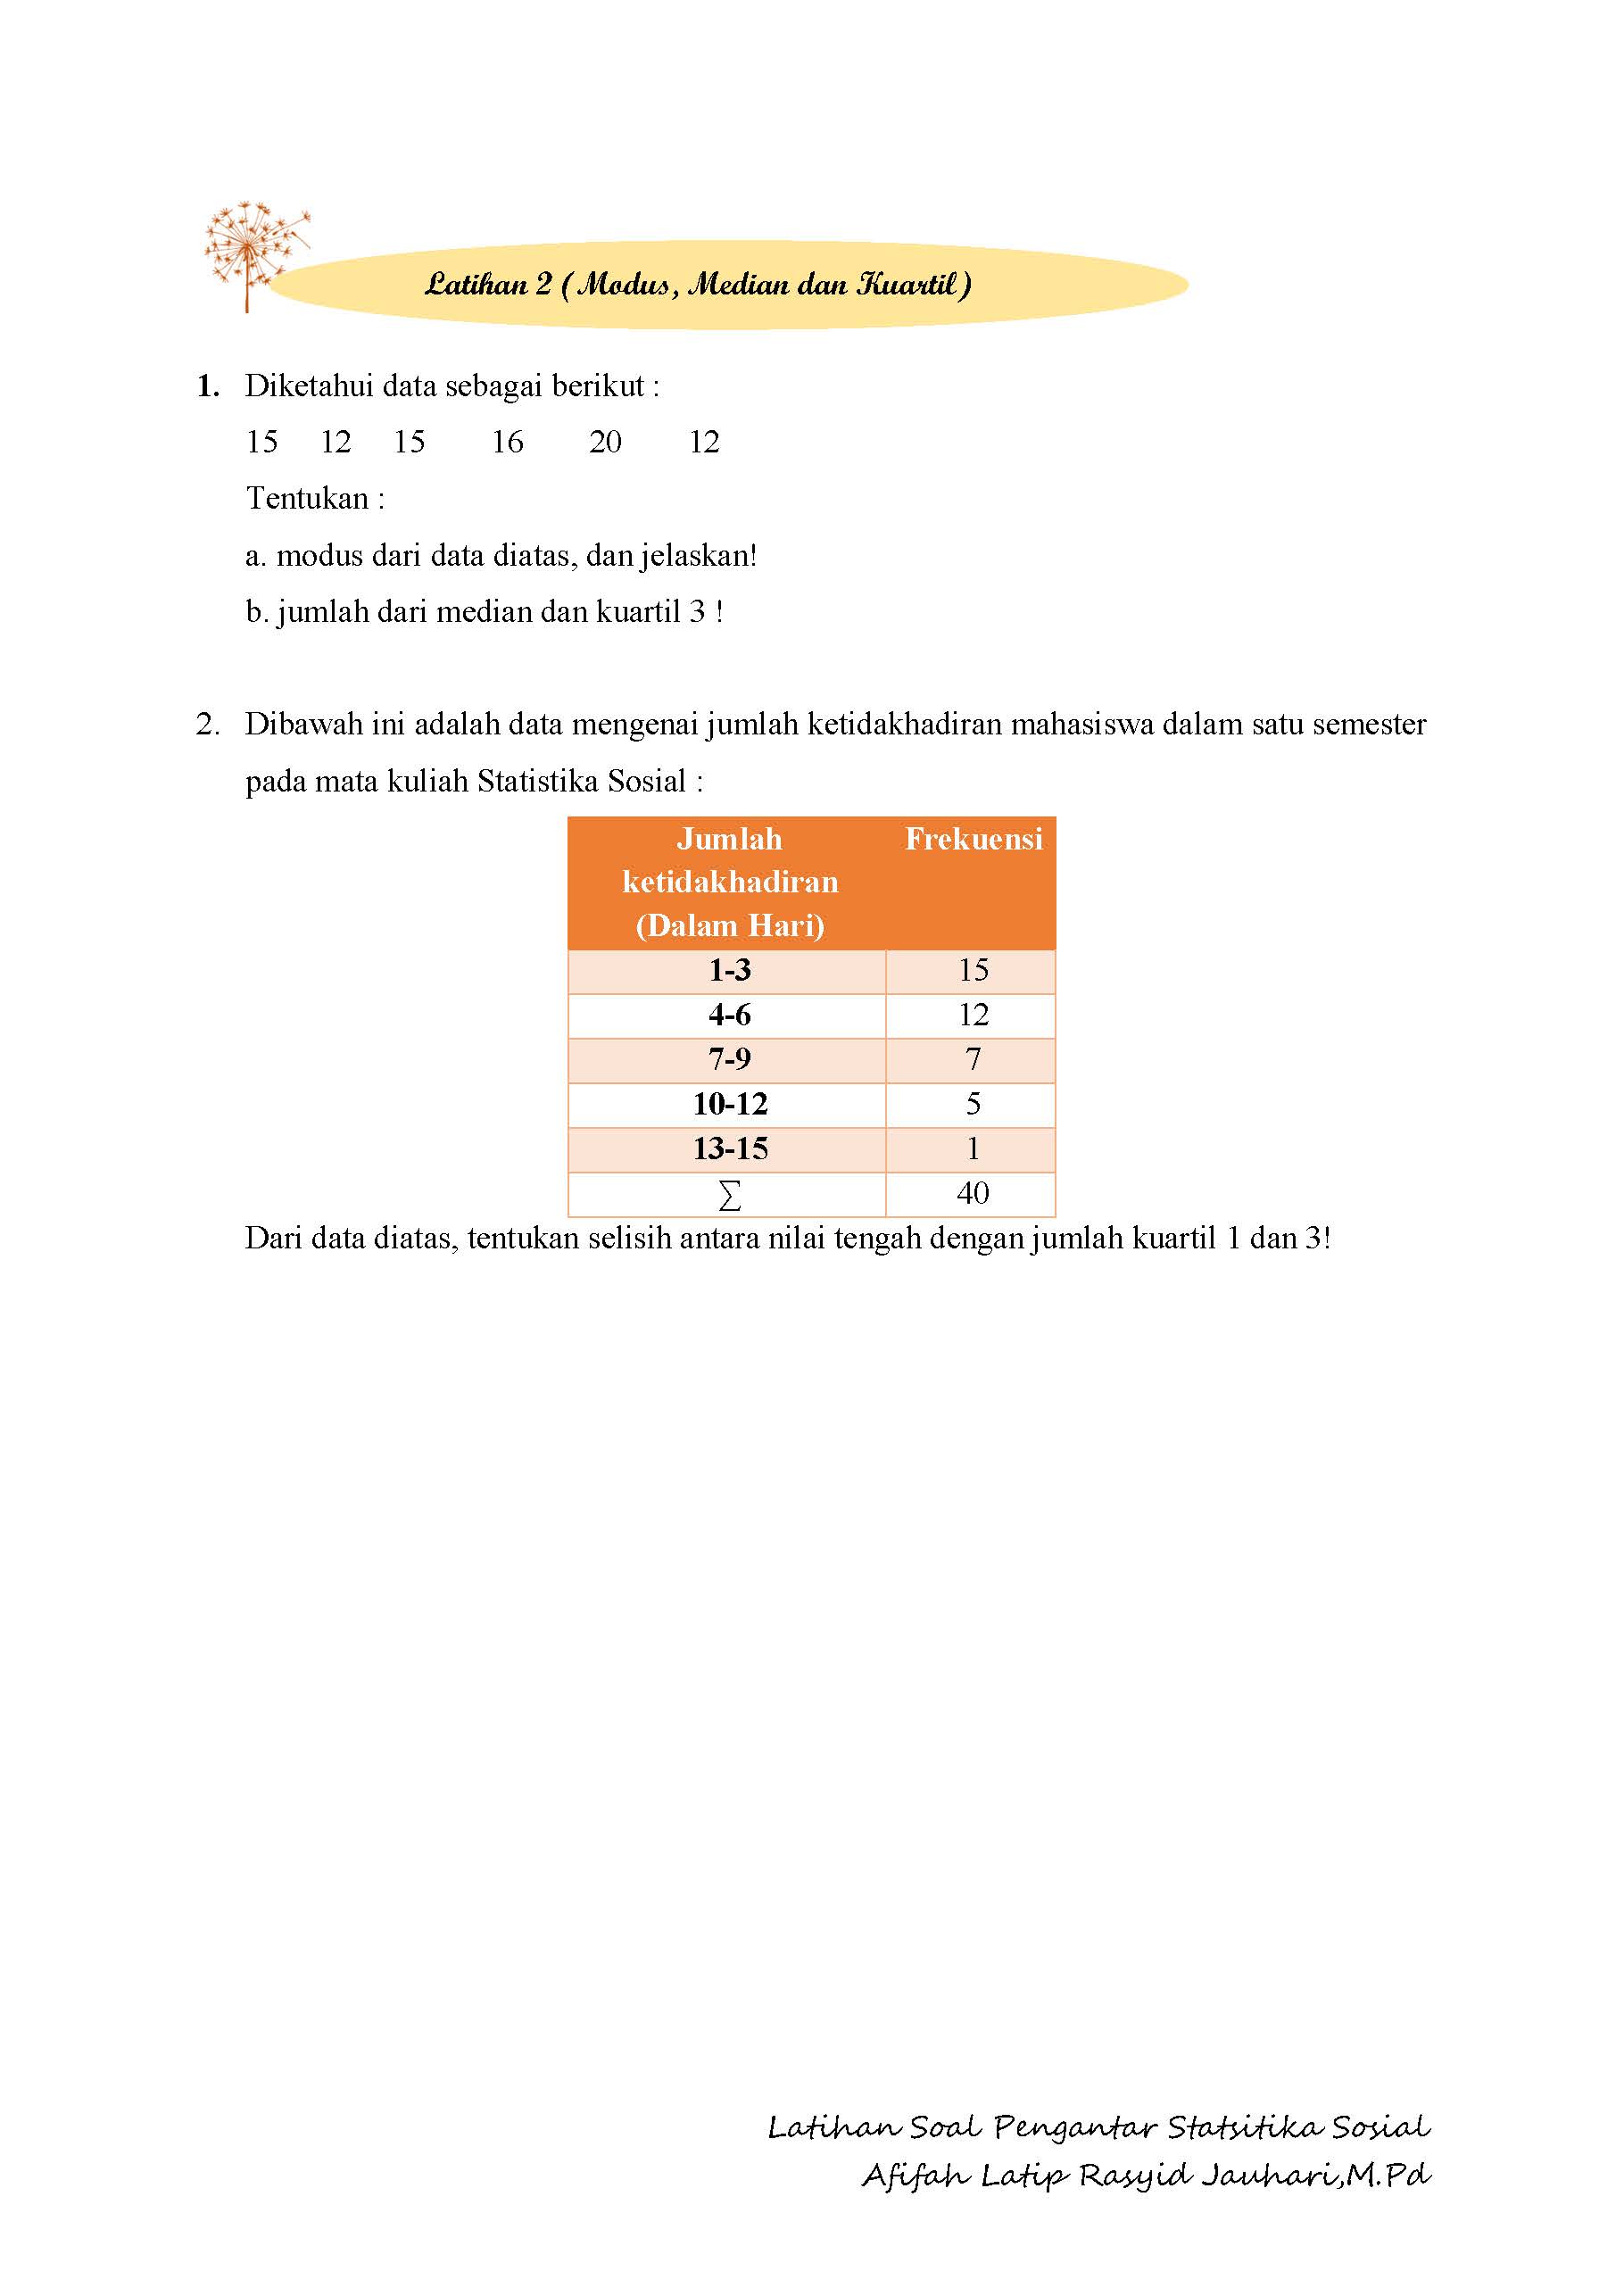 Latihan 2 ( Modus, Median dan Kuartil)
1. Diketahui data sebagai berikut :
15 12 15 16 20 12
Tentukan :
a. modus dari data diatas, dan jelaskan!
b. jumlah dari median dan kuartil 3 !
2. Dibawah ini adalah data mengenai jumlah ketidakhadiran mahasiswa dalam satu semester
pada mata kuliah Statistika Sosial :
Jumlah Frekuensi
ketidakhadiran
(Dalam Hari)
1-3 15
4-6 12
7-9 7
10-12 5
13-15 1
∑ 40
Dari data diatas, tentukan selisih antara nilai tengah dengan jumlah kuartil 1 dan 3!
Latihan Soal Pengantar Statsitika Sosial
Afifah Latip Rasyid Jauhari,M.Pd